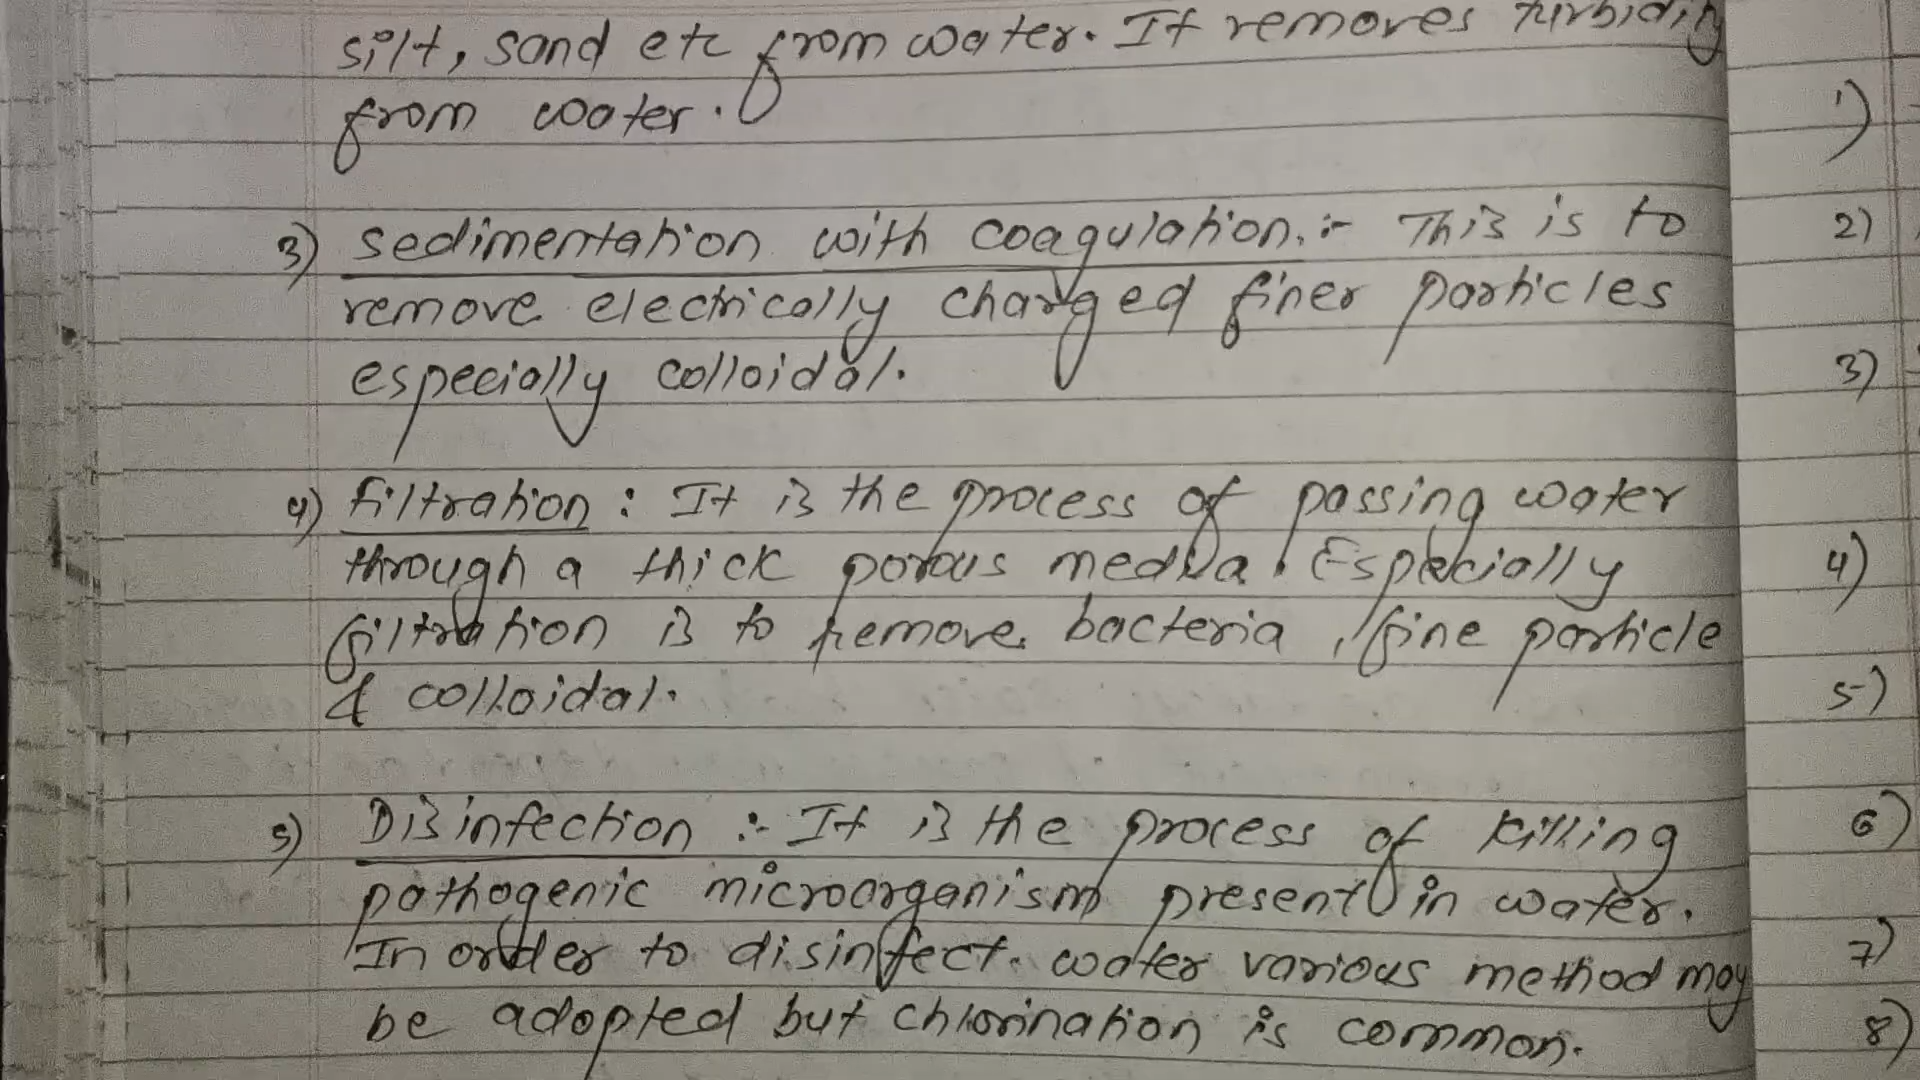 silt, sand etc from water. It removes turbidity
from water.
3) Sedimentation with coagulation. :- This is to
remove electrically charged finer particles
especially colloidal.
4) Filtration : It is the process of passing water
through a thick porous media. Especially
filtration is to remove bacteria, fine particle
& colloidal.
5) Disinfection :- It is the process of killing
pathogenic microorganism present in water.
In order to disinfect water various method may
be adopted but chlorination is common.
1)
2)
3)
4)
5)
6)
7)
8)